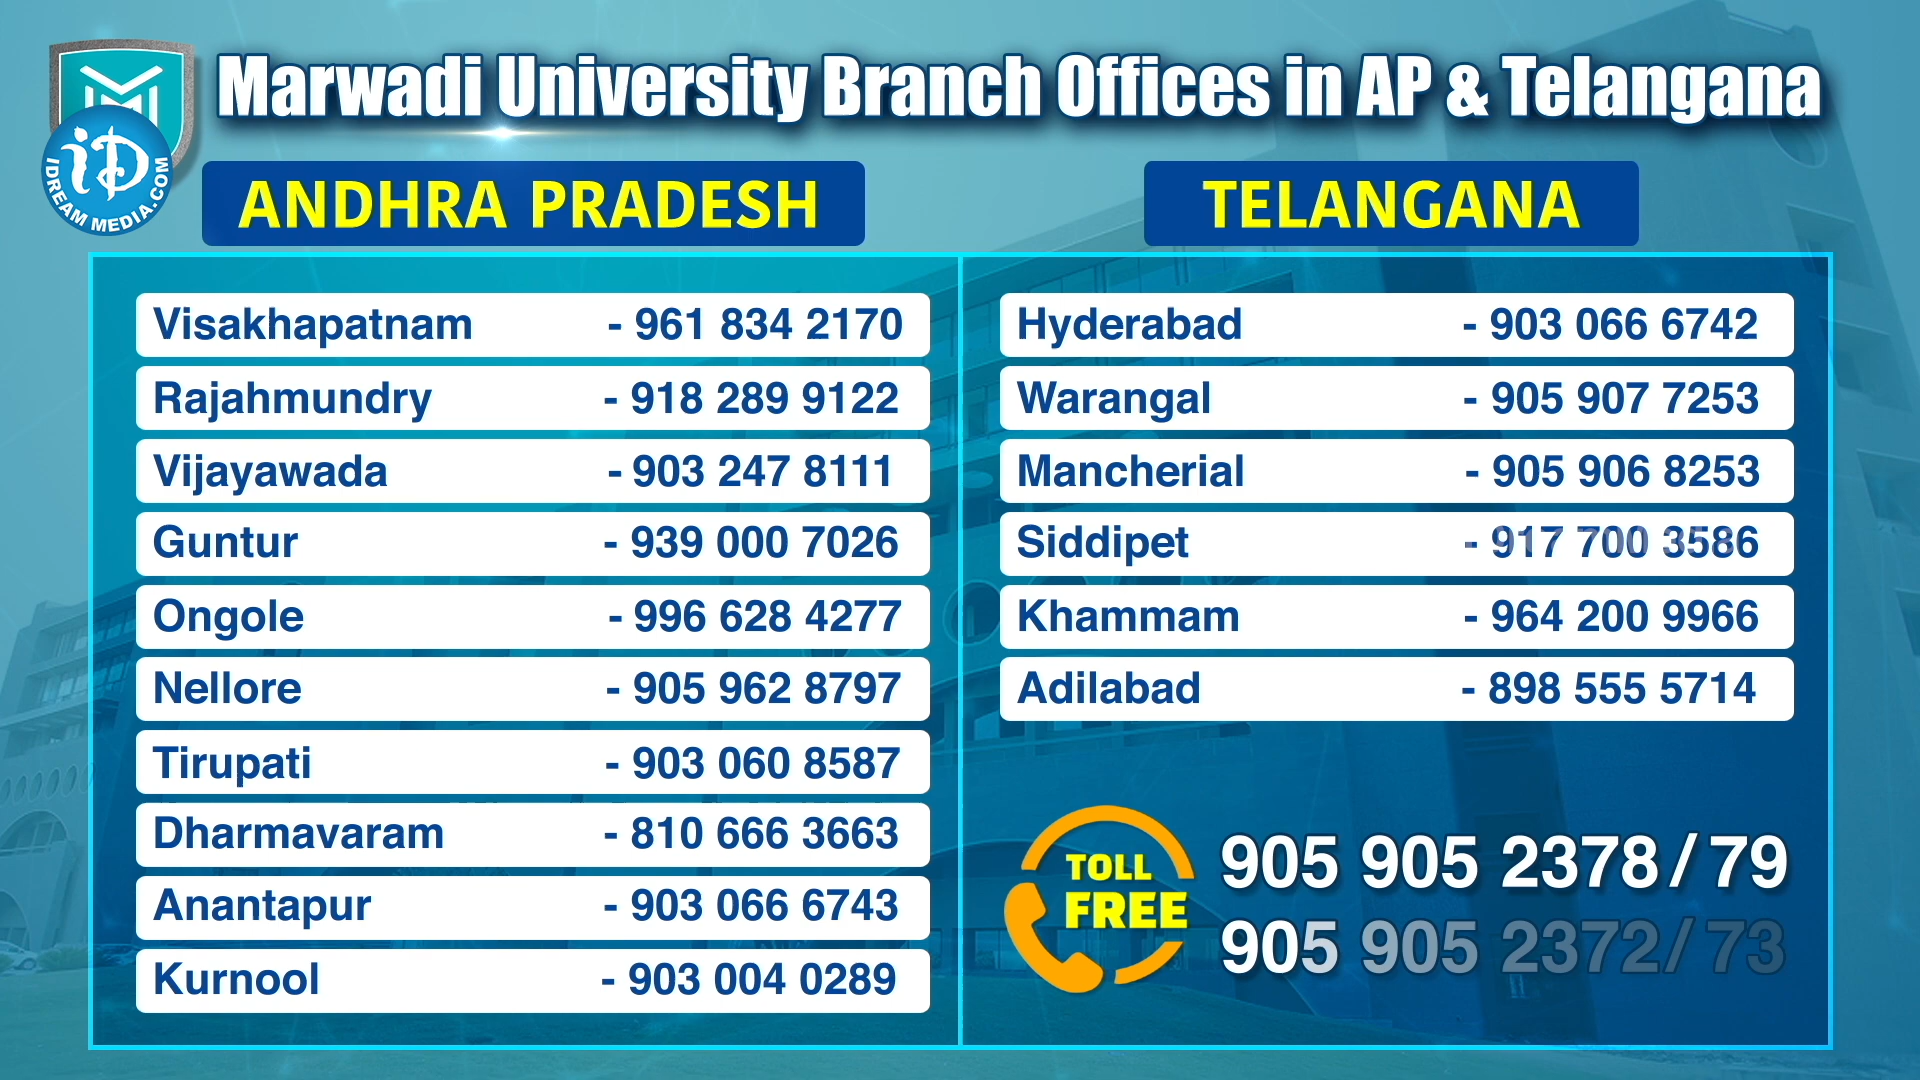 Marwadi University Branch Offices in AP & Telangana
iD
IDREAM MEDIA.COM
ANDHRA PRADESH
Visakhapatnam - 961 834 2170
Rajahmundry - 918 289 9122
Vijayawada - 903 247 8111
Guntur - 939 000 7026
Ongole - 996 628 4277
Nellore - 905 962 8797
Tirupati - 903 060 8587
Dharmavaram - 810 666 3663
Anantapur - 903 066 6743
Kurnool - 903 004 0289
TELANGANA
Hyderabad - 903 066 6742
Warangal - 905 907 7253
Mancherial - 905 906 8253
Siddipet - 917 700 3586
Khammam - 964 200 9966
Adilabad - 898 555 5714
TOLL
FREE
905 905 2378 / 79
905 905 2372 / 73